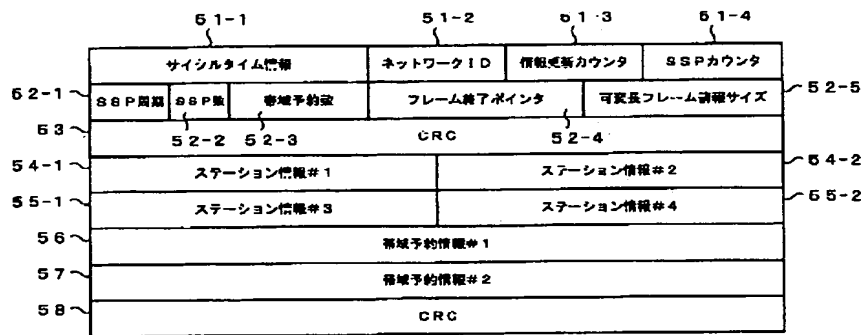 51-1 51-2 51-3 51-4
サイクルタイム情報 ネットワークID 情報更新カウンタ SSPカウンタ
52-1 SSP周期 SSP数 帯域予約数 フレーム終了ポインタ 可変長フレーム情報サイズ 52-5
52-2 52-3 52-4
53 CRC
54-1 ステーション情報#1 ステーション情報#2 54-2
55-1 ステーション情報#3 ステーション情報#4 55-2
56 帯域予約情報#1
57 帯域予約情報#2
58 CRC